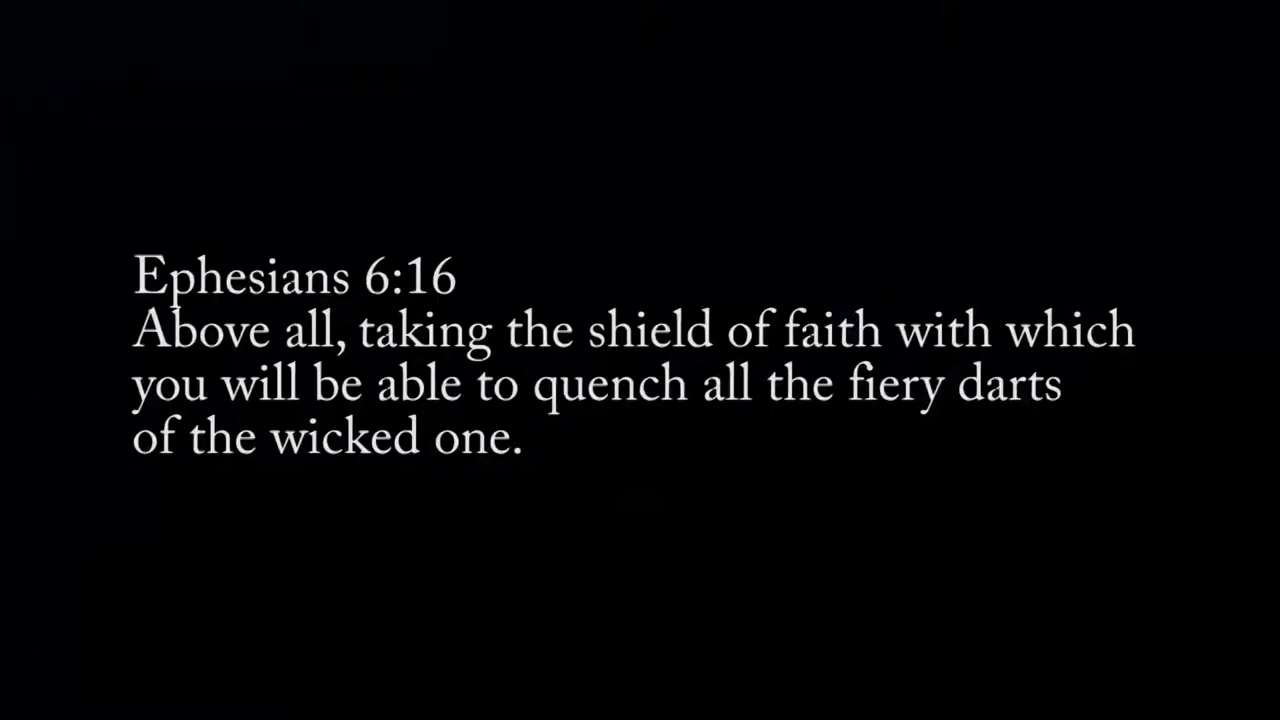 Ephesians 6:16
Above all, taking the shield of faith with which
you will be able to quench all the fiery darts
of the wicked one.